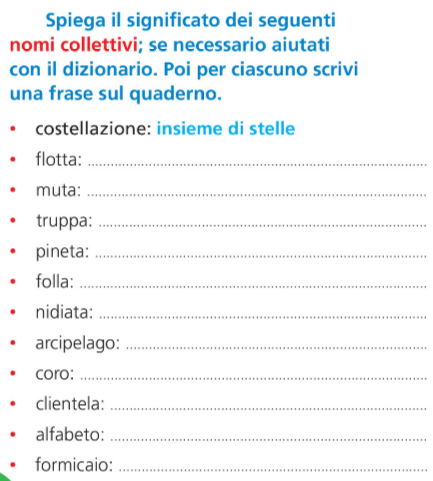 Spiega il significato dei seguenti
nomi collettivi; se necessario aiutati
con il dizionario. Poi per ciascuno scrivi
una frase sul quaderno.
• costellazione: insieme di stelle
• flotta: ................................................
• muta: ................................................
• truppa: ................................................
• pineta: ................................................
• folla: ................................................
• nidiata: ................................................
• arcipelago: ................................................
• coro: ................................................
• clientela: ................................................
• alfabeto: ................................................
• formicaio: ................................................